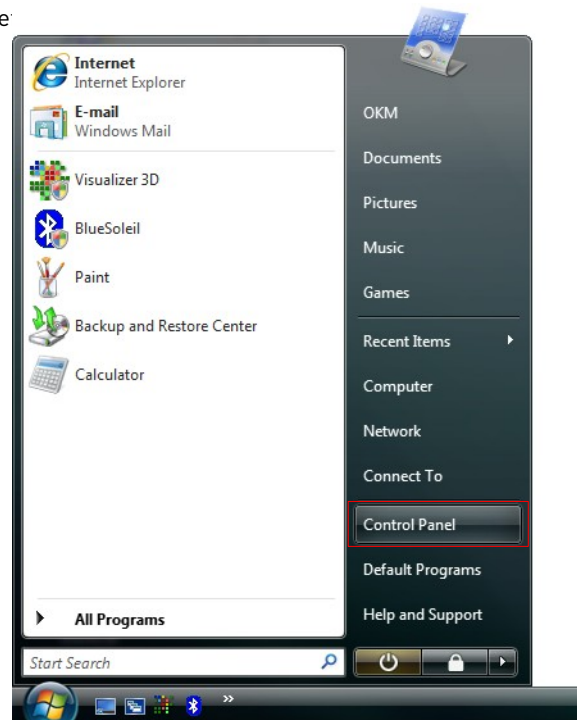 Internet
Internet Explorer
E-mail
Windows Mail
Visualizer 3D
BlueSoleil
Paint
Backup and Restore Center
Calculator
All Programs
Start Search
OKM
Documents
Pictures
Music
Games
Recent Items
Computer
Network
Connect To
Control Panel
Default Programs
Help and Support